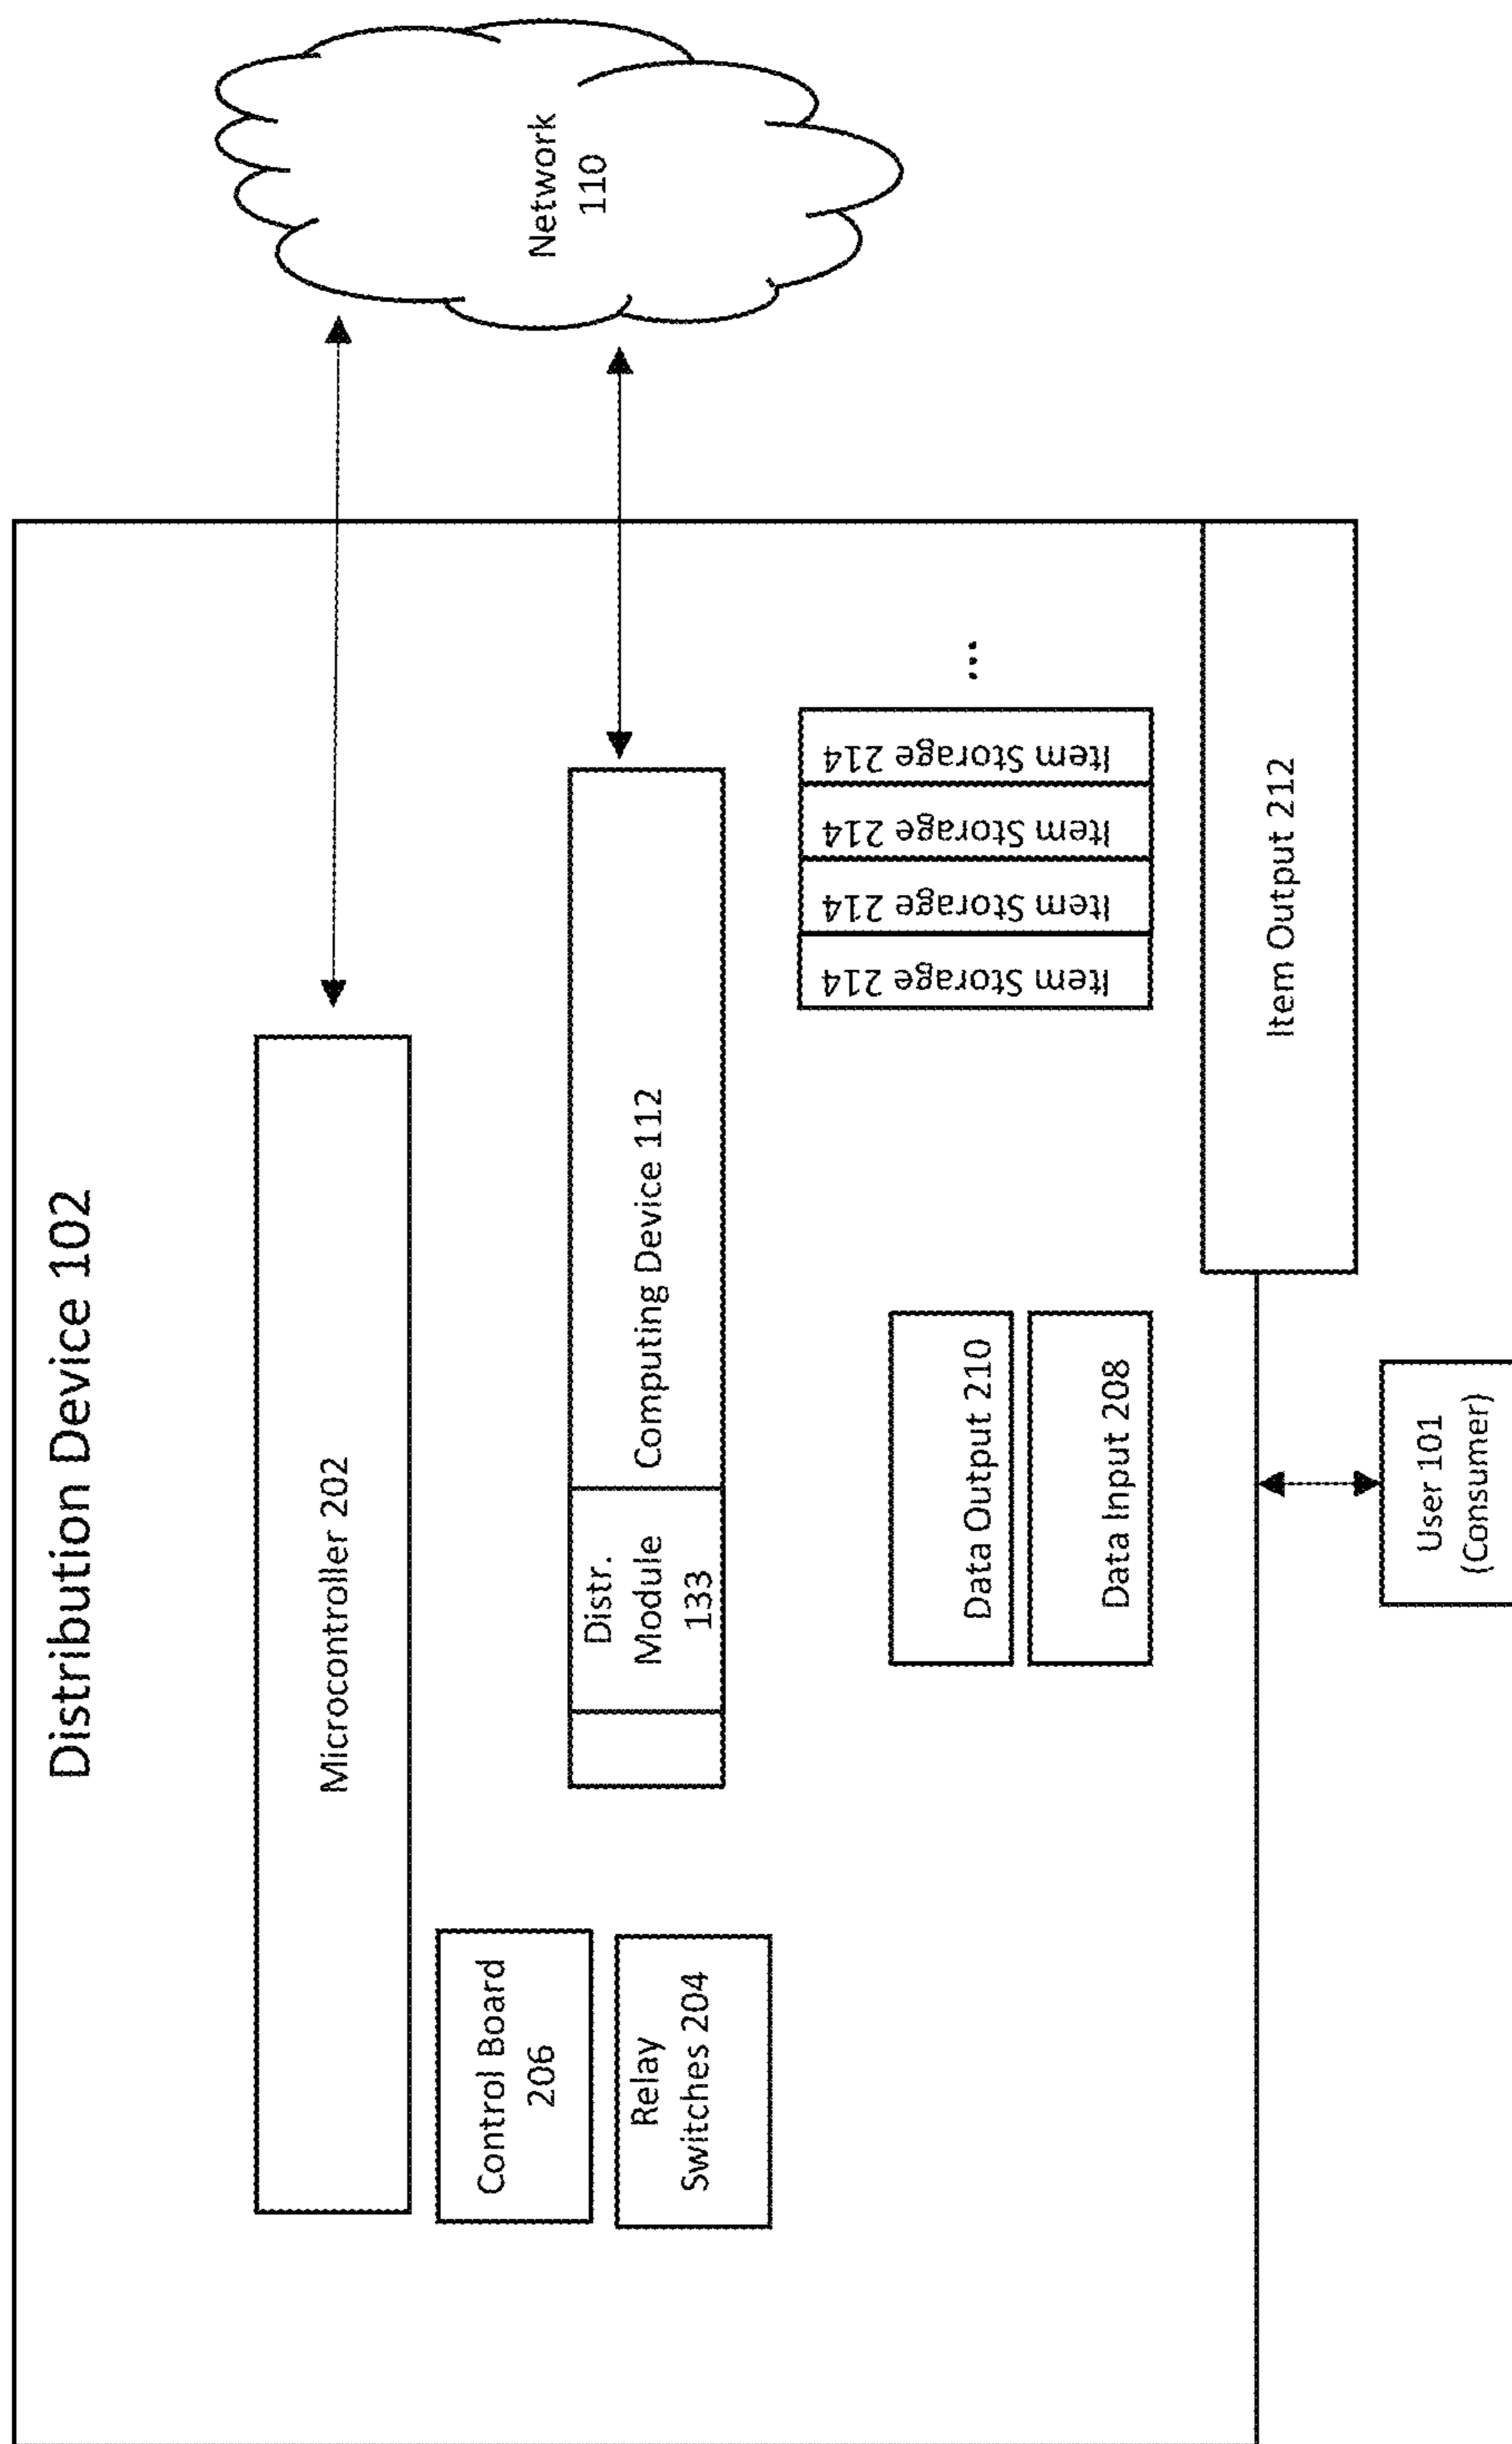 Distribution Device 102
Microcontroller 202
Control Board
206
Relay
Switches 204
Distr.
Module
133
Computing Device 112
Network
110
Data Output 210
Data Input 208
Item Storage 214
Item Storage 214
Item Storage 214
Item Storage 214
...
Item Output 212
User 101
(Consumer)